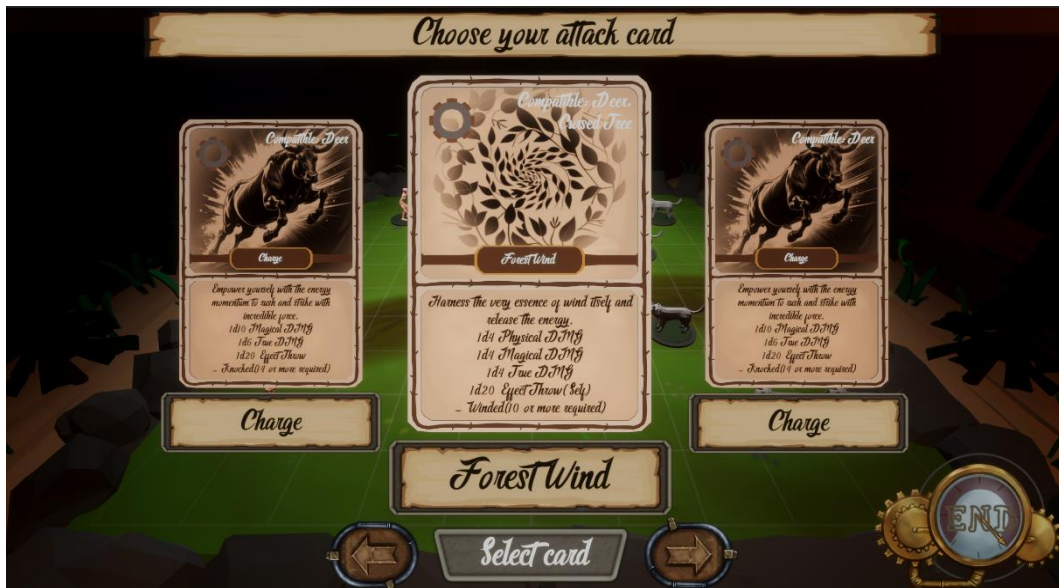 Choose your attack card
Compatible: Deer
Charge
Empower yourself with the energy
momentum to rush and strike with
incredible force.
1d10 Magical DMG
1d6 True DMG
1d20 Effect Throw
- Knocked(14 or more required)
Charge
Compatible: Deer,
Cursed Tree
Forest Wind
Harness the very essence of wind itself and
release the energy.
1d4 Physical DMG
1d4 Magical DMG
1d4 True DMG
1d20 Effect Throw(Self)
- Winded(10 or more required)
Forest Wind
Compatible: Deer
Charge
Empower yourself with the energy
momentum to rush and strike with
incredible force.
1d10 Magical DMG
1d6 True DMG
1d20 Effect Throw
- Knocked(14 or more required)
Charge
Select card
END